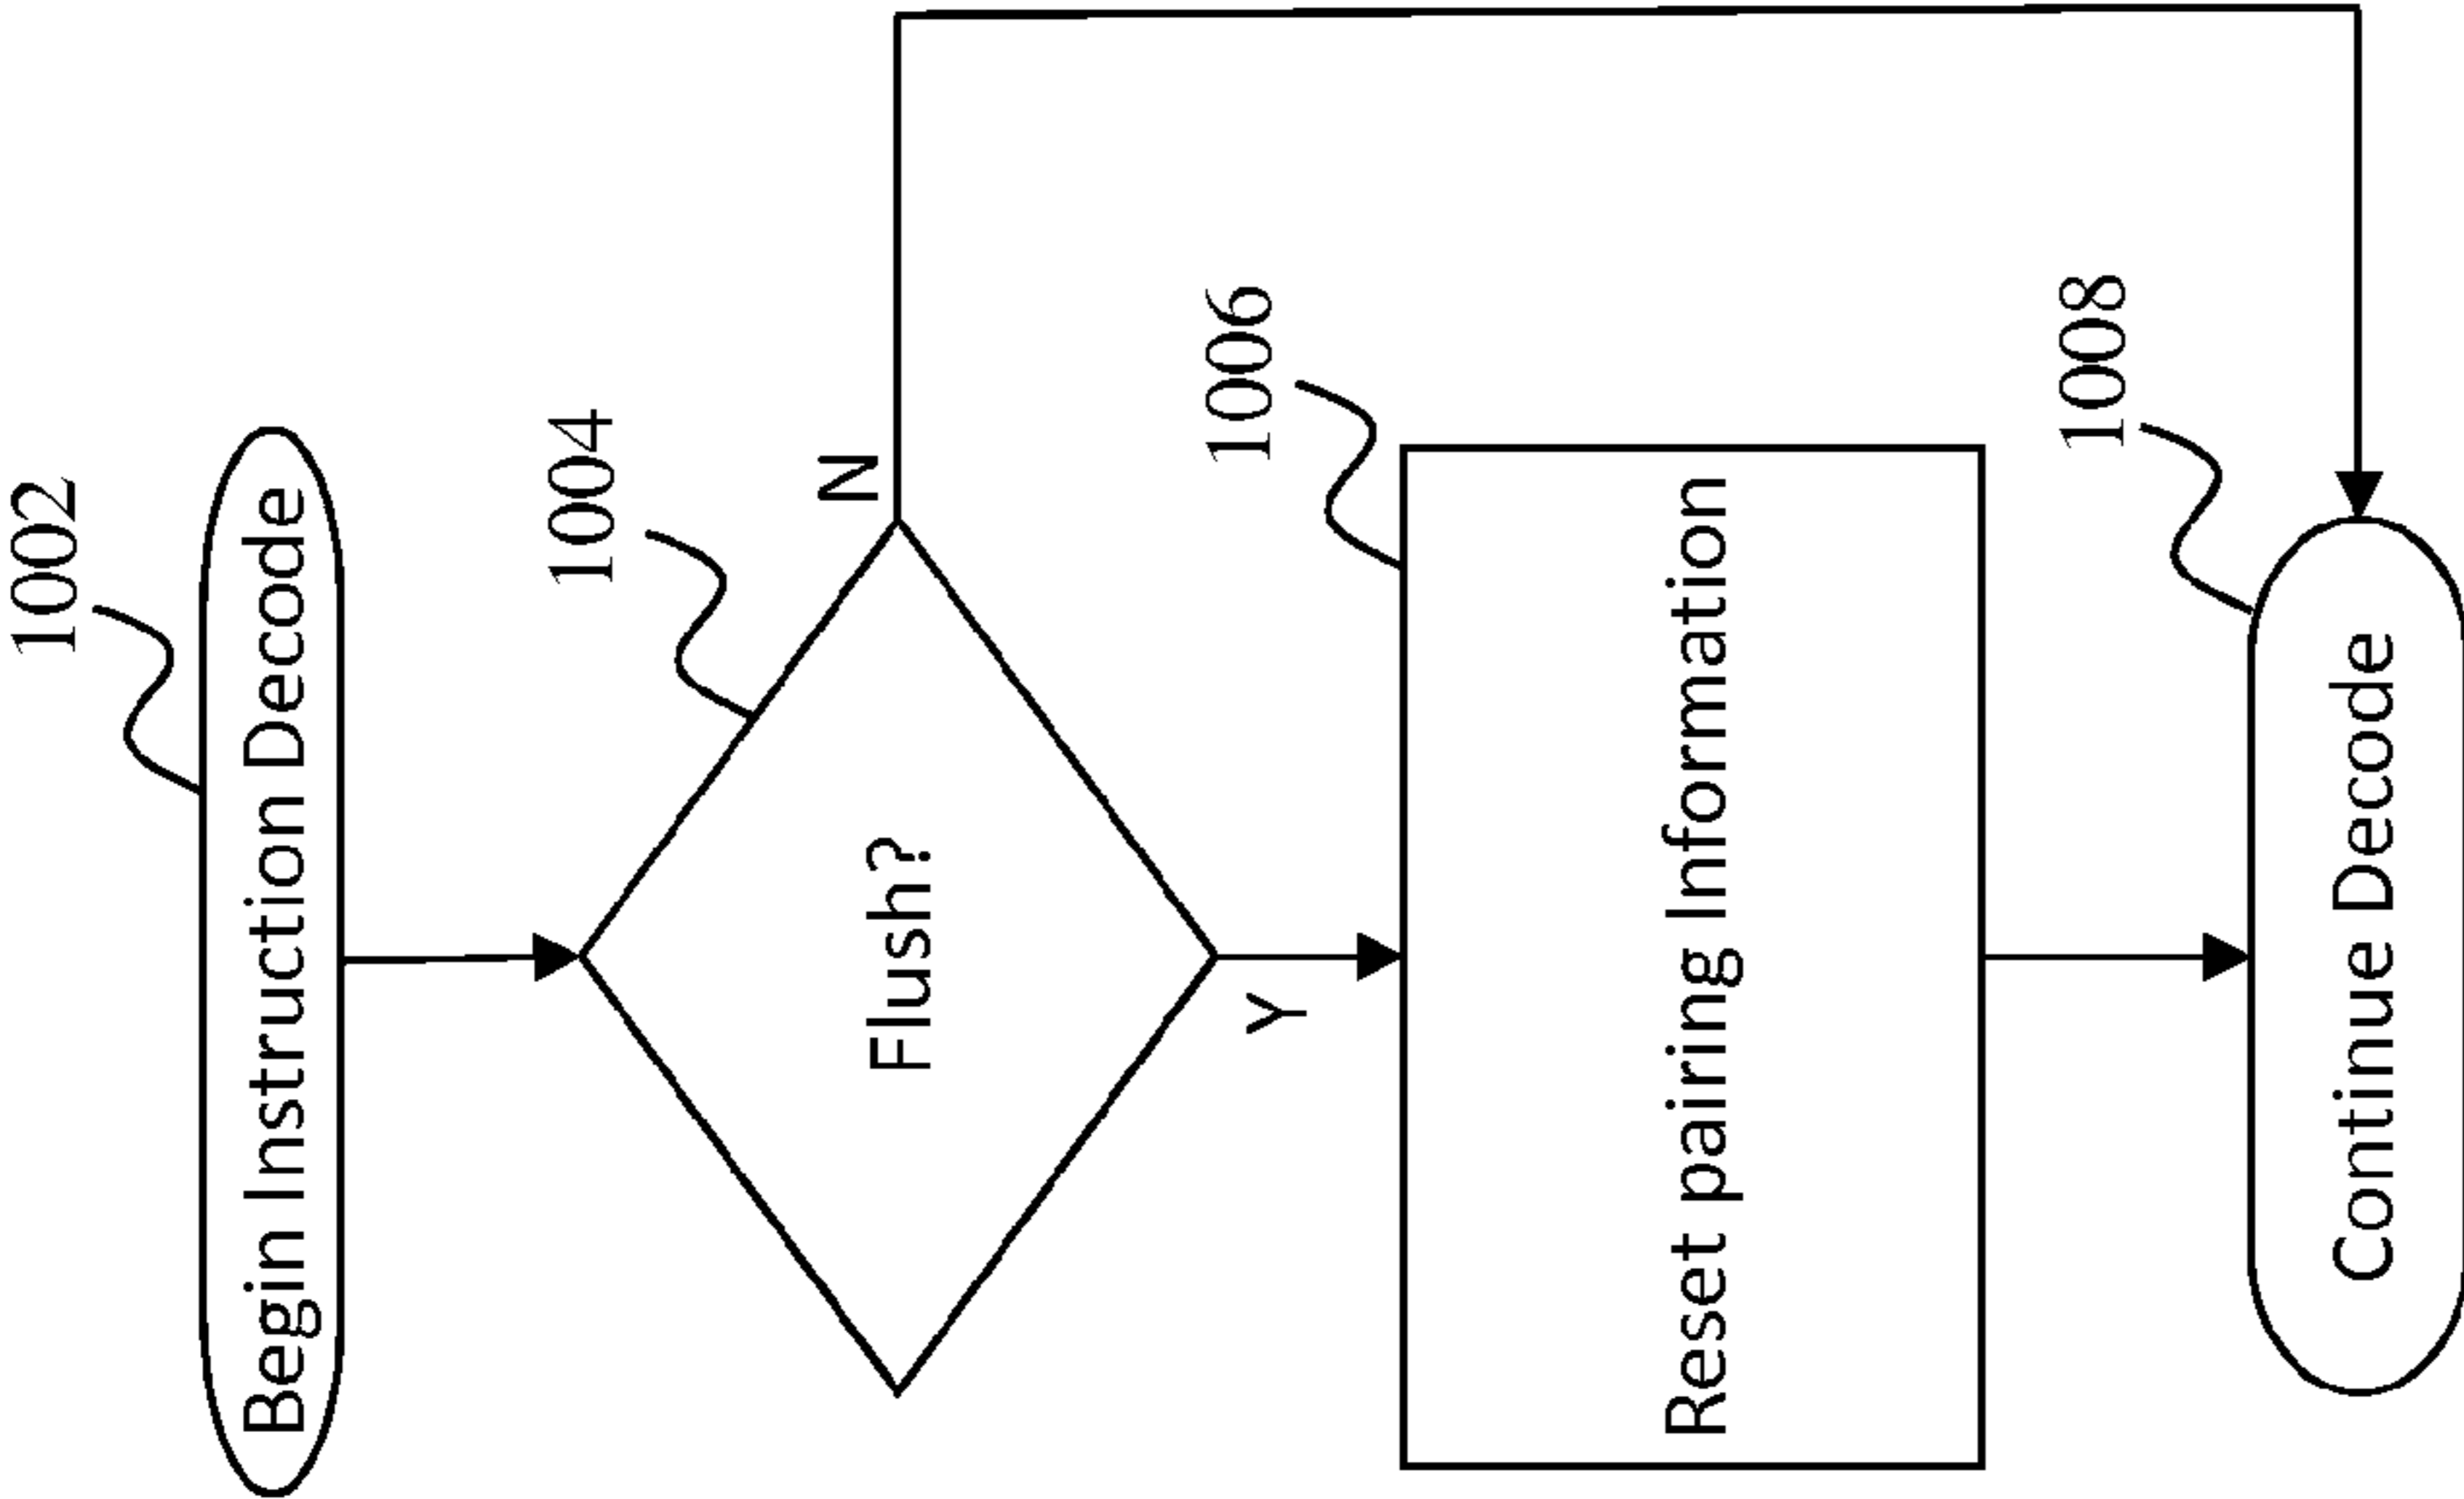 1002
Begin Instruction Decode
1004
N
Flush?
Y
1006
Reset pairing Information
1008
Continue Decode